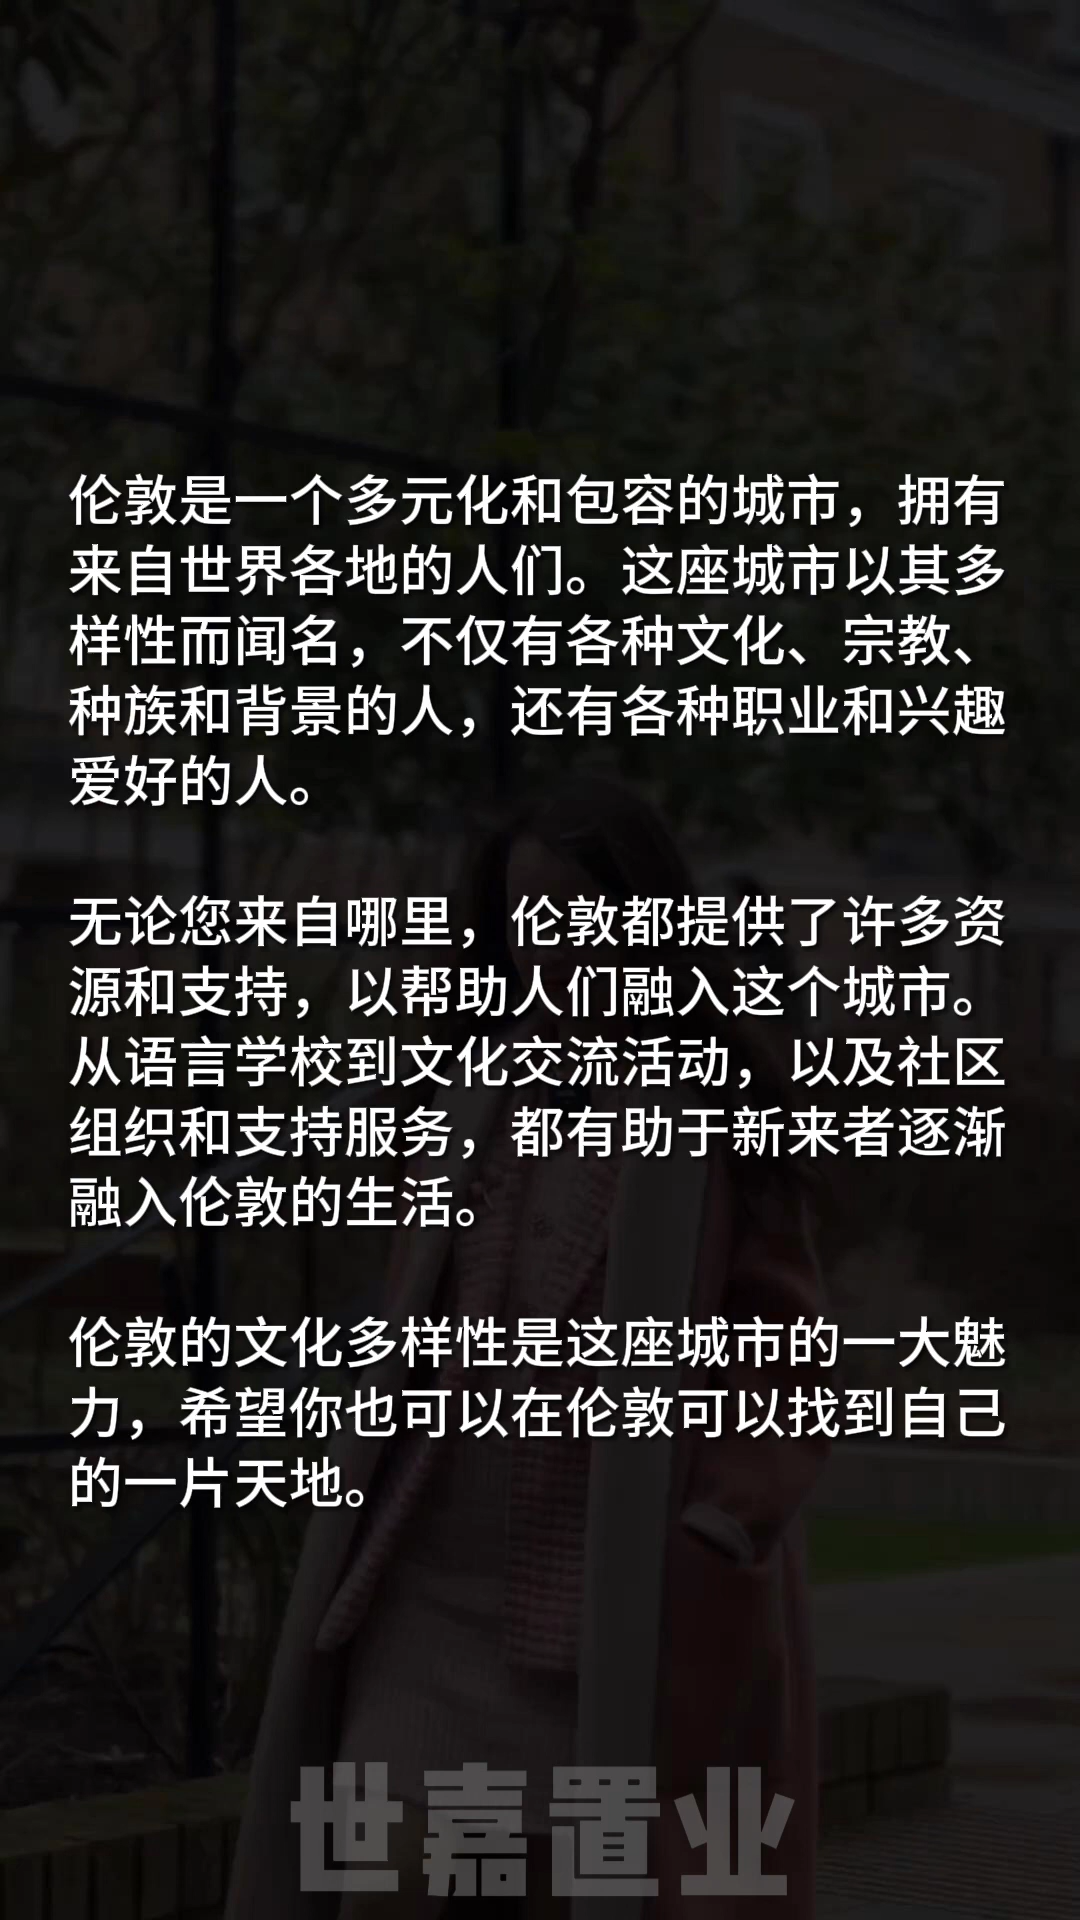 伦敦是一个多元化和包容的城市，拥有
来自世界各地的人们。这座城市以其多
样性而闻名，不仅有各种文化、宗教、
种族和背景的人，还有各种职业和兴趣
爱好的人。
无论您来自哪里，伦敦都提供了许多资
源和支持，以帮助人们融入这个城市。
从语言学校到文化交流活动，以及社区
组织和支持服务，都有助于新来者逐渐
融入伦敦的生活。
伦敦的文化多样性是这座城市的一大魅
力，希望你也可以在伦敦可以找到自己
的一片天地。
世嘉置业